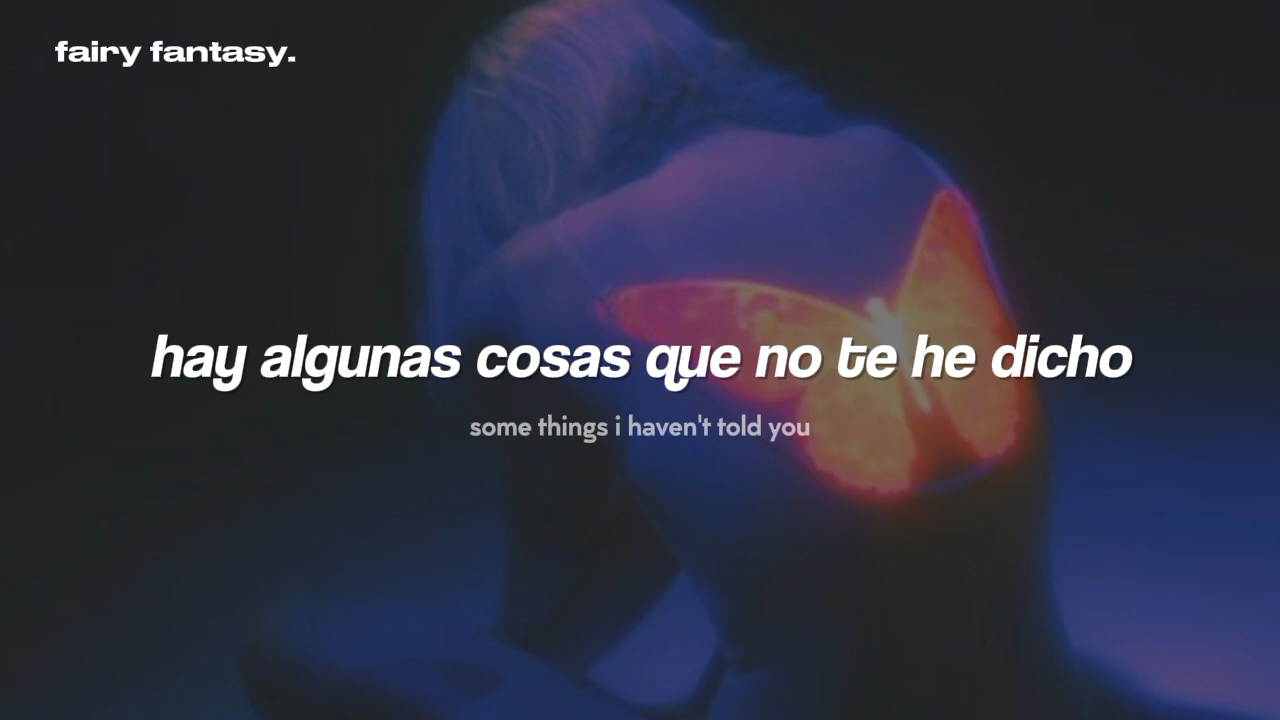 fairy fantasy.
hay algunas cosas que no te he dicho
some things i haven't told you